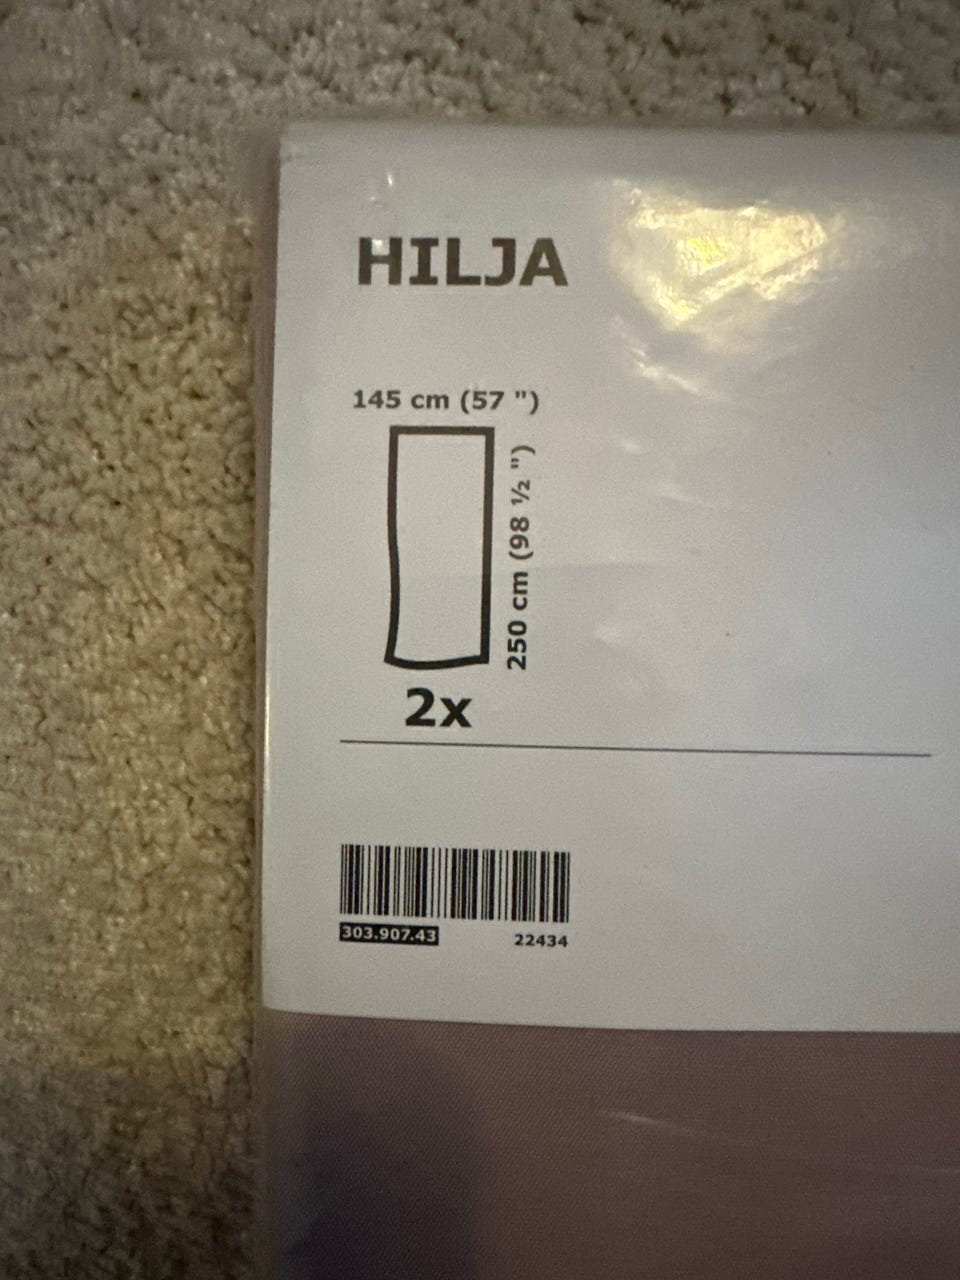 HILJA
145 cm (57 ")
250 cm (98 ½ ")
2x
303.907.43 22434